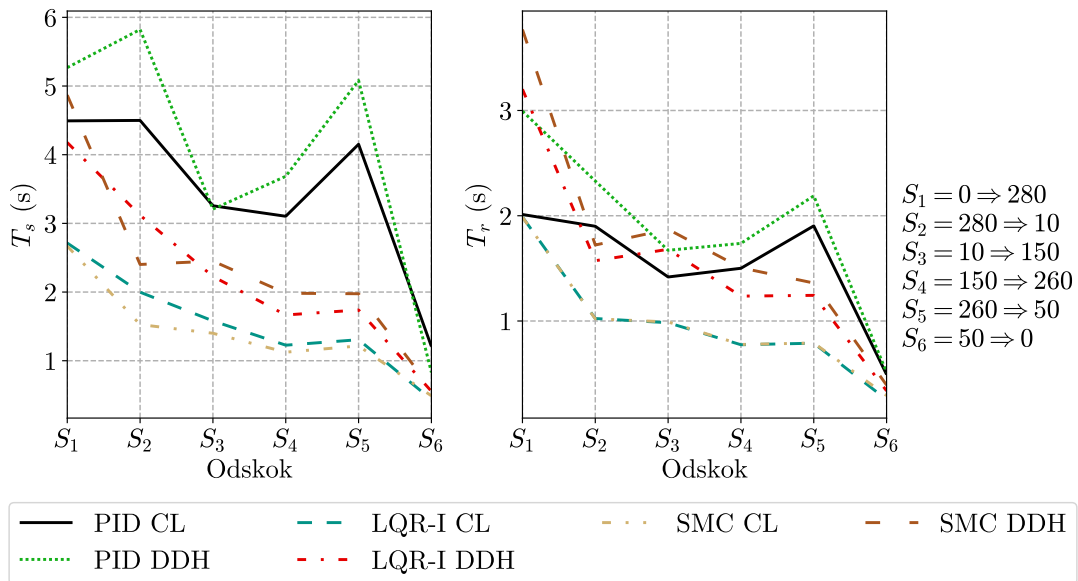 6
5
4
3
2
1
T_s (s)
S_1 S_2 S_3 S_4 S_5 S_6
Odskok
3
2
1
T_r (s)
S_1 S_2 S_3 S_4 S_5 S_6
Odskok
S_1 = 0 ⇒ 280
S_2 = 280 ⇒ 10
S_3 = 10 ⇒ 150
S_4 = 150 ⇒ 260
S_5 = 260 ⇒ 50
S_6 = 50 ⇒ 0
PID CL LQR-I CL SMC CL SMC DDH
PID DDH LQR-I DDH